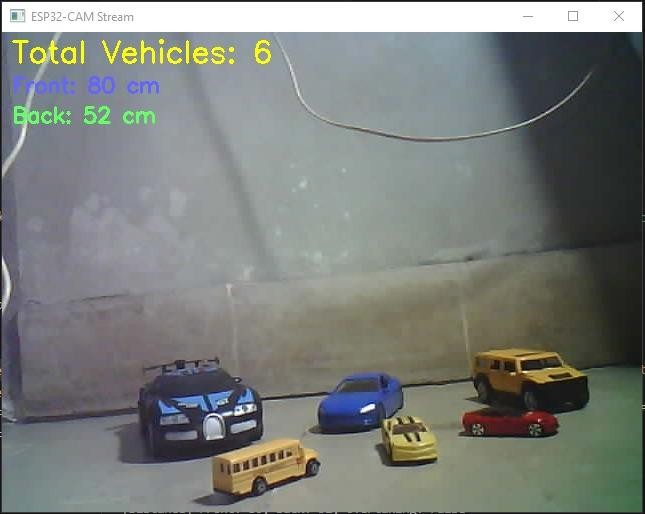 ESP32-CAM Stream
Total Vehicles: 6
Front: 80 cm
Back: 52 cm